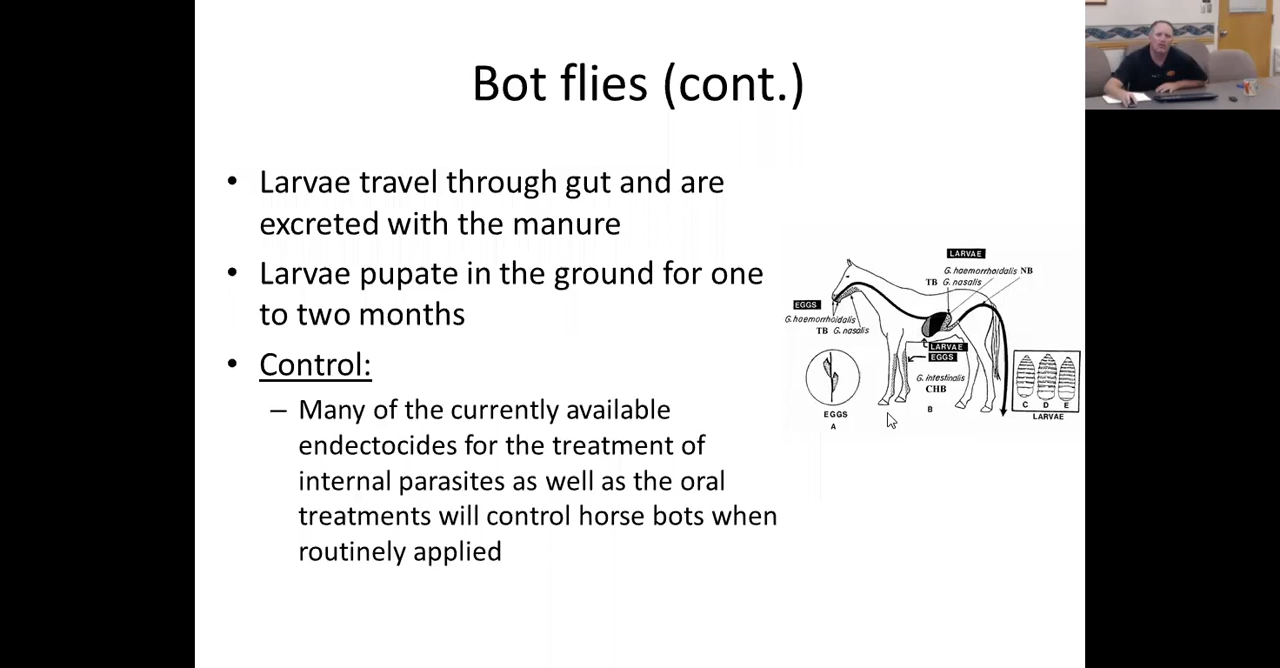 Bot flies (cont.)
• Larvae travel through gut and are
excreted with the manure
• Larvae pupate in the ground for one
to two months
• Control:
– Many of the currently available
endectocides for the treatment of
internal parasites as well as the oral
treatments will control horse bots when
routinely applied
LARVAE
G. haemorrhoidalis NB
TB G. nasalis
EGGS
G. haemorrhoidalis
TB G. nasalis
LARVAE
EGGS
G. intestinalis
CHB
EGGS
A
B
C D E
LARVAE